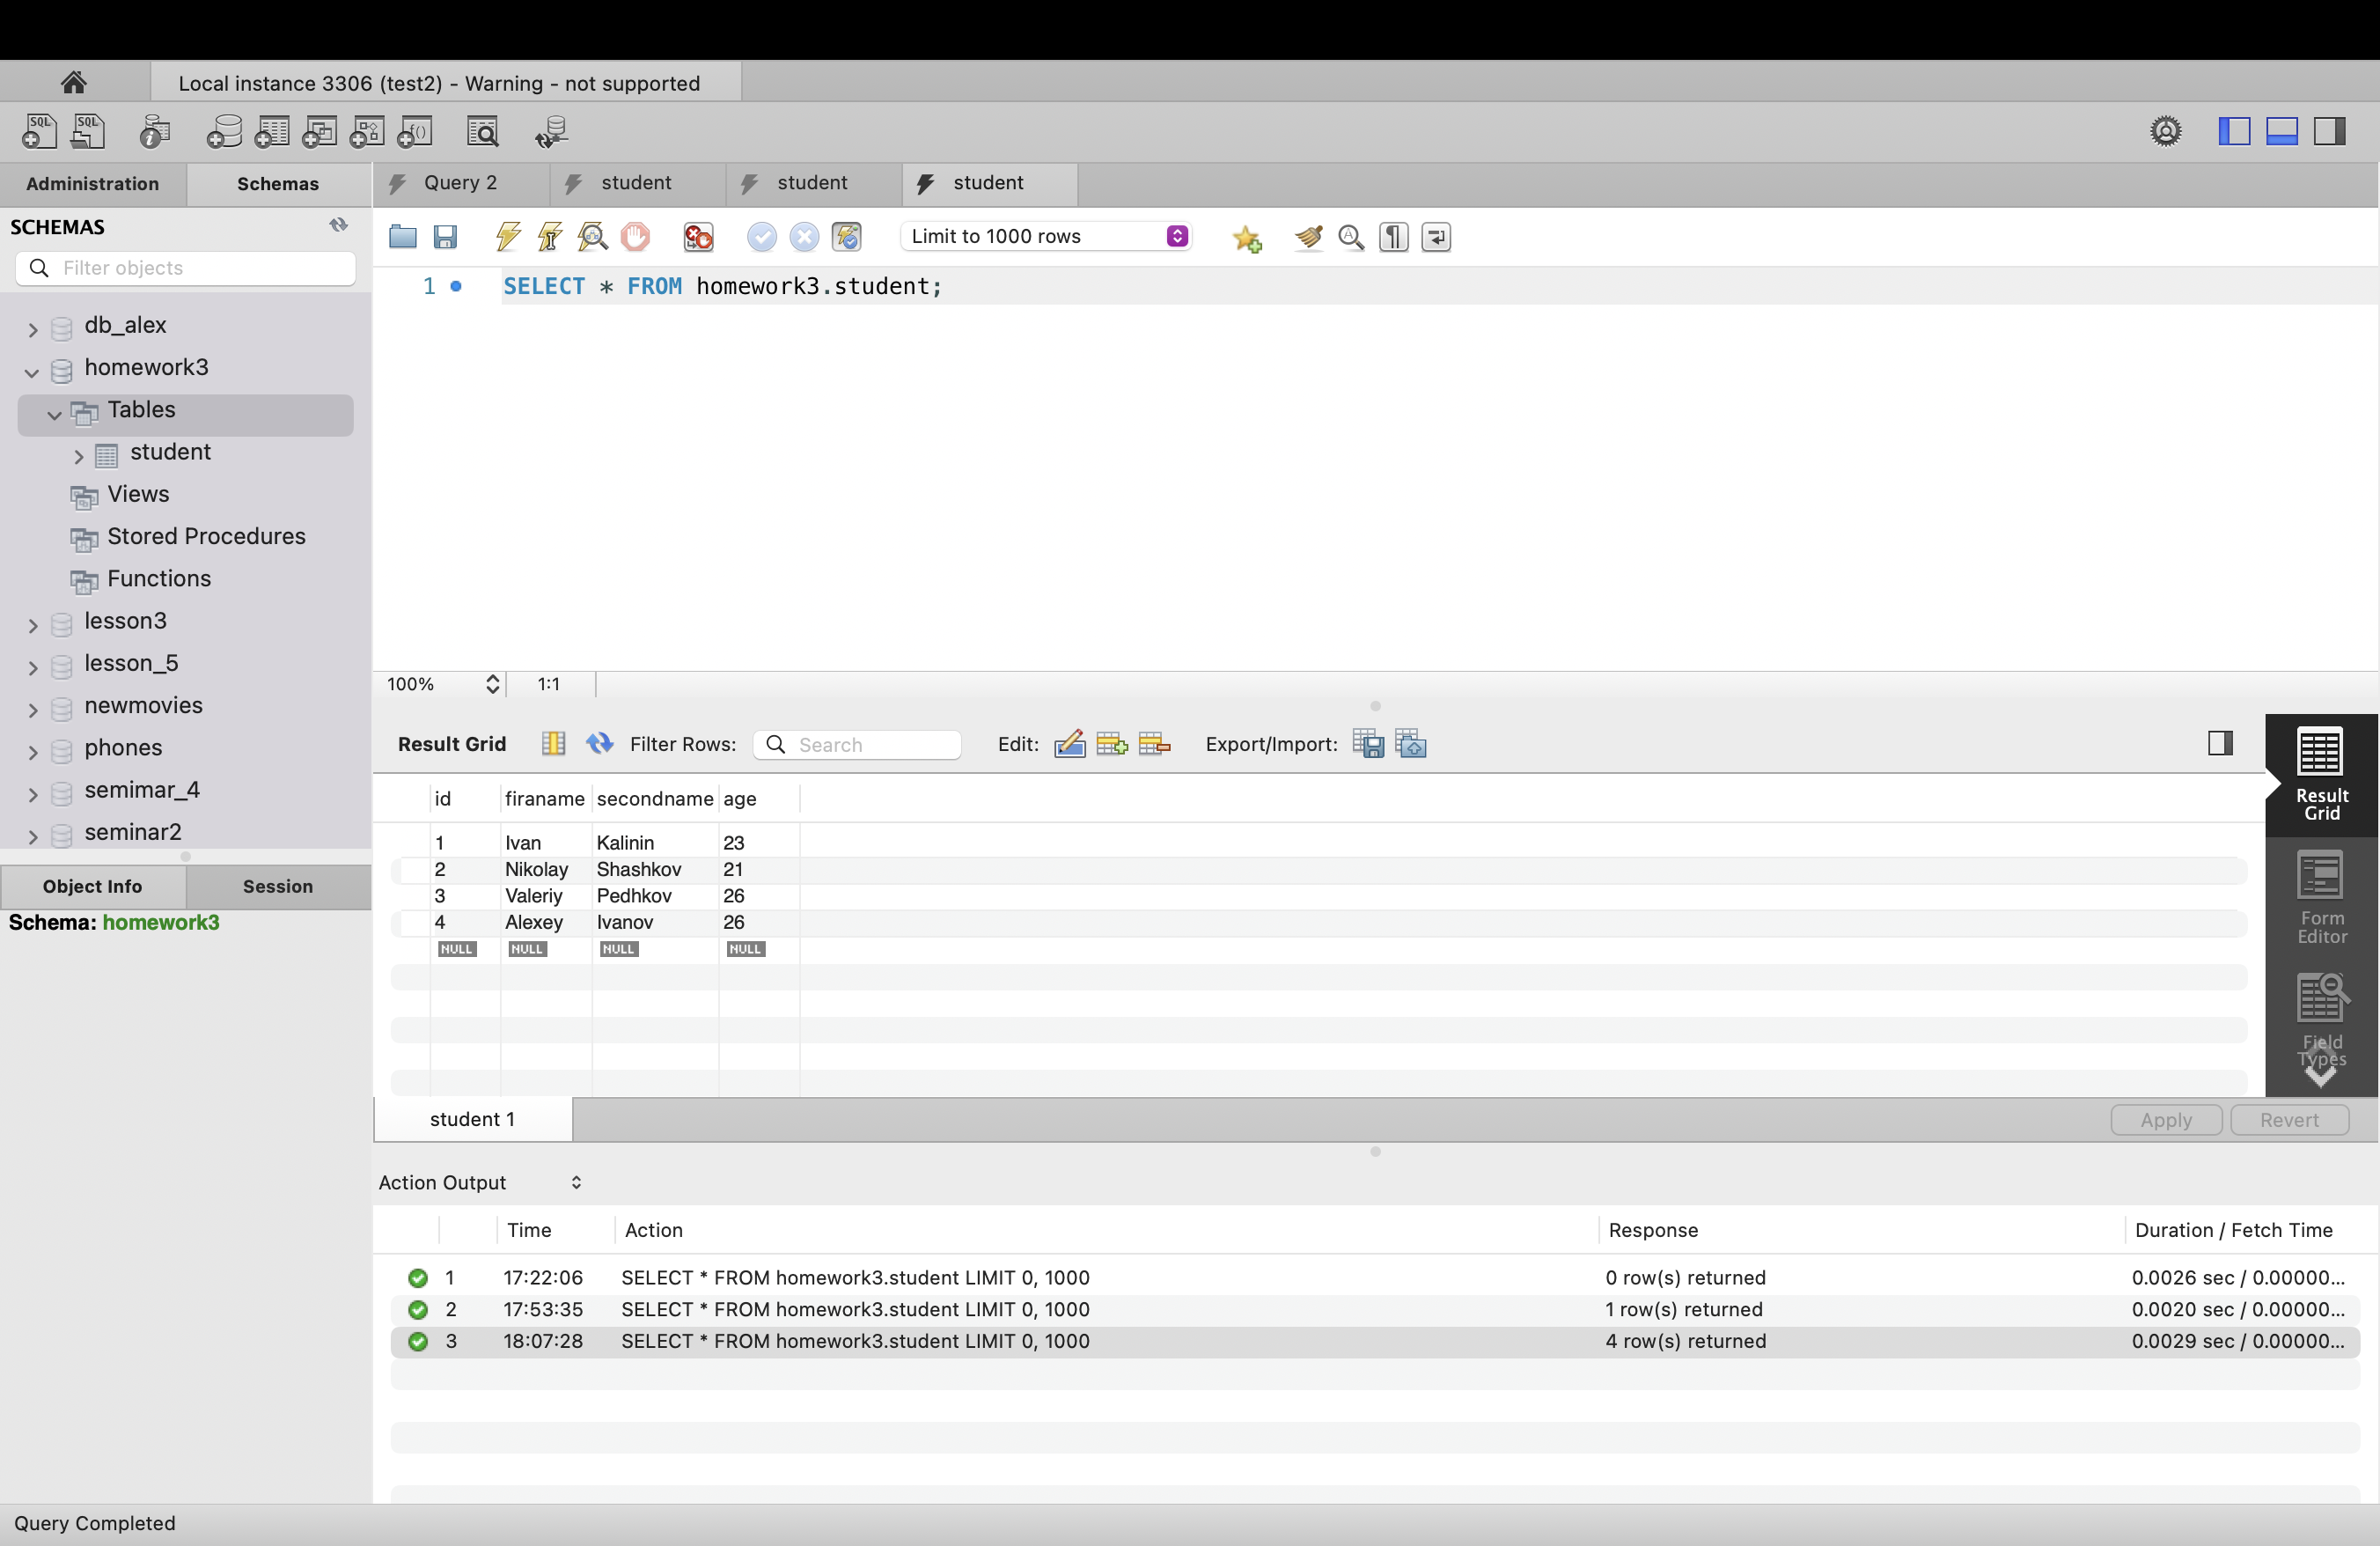 Local instance 3306 (test2) - Warning - not supported
SQL SQL
Administration Schemas Query 2 student student student
SCHEMAS
Filter objects
Limit to 1000 rows
1 SELECT * FROM homework3.student;
db_alex
homework3
Tables
student
Views
Stored Procedures
Functions
lesson3
lesson_5
newmovies
phones
semimar_4
seminar2
100% 1:1
Result Grid Filter Rows: Search Edit: Export/Import:
id firaname secondname age
1 Ivan Kalinin 23
2 Nikolay Shashkov 21
3 Valeriy Pedhkov 26
4 Alexey Ivanov 26
NULL NULL NULL NULL
Result
Grid
Form
Editor
Field
Types
Object Info Session
Schema: homework3
student 1 Apply Revert
Action Output
Time Action Response Duration / Fetch Time
1 17:22:06 SELECT * FROM homework3.student LIMIT 0, 1000 0 row(s) returned 0.0026 sec / 0.00000...
2 17:53:35 SELECT * FROM homework3.student LIMIT 0, 1000 1 row(s) returned 0.0020 sec / 0.00000...
3 18:07:28 SELECT * FROM homework3.student LIMIT 0, 1000 4 row(s) returned 0.0029 sec / 0.00000...
Query Completed